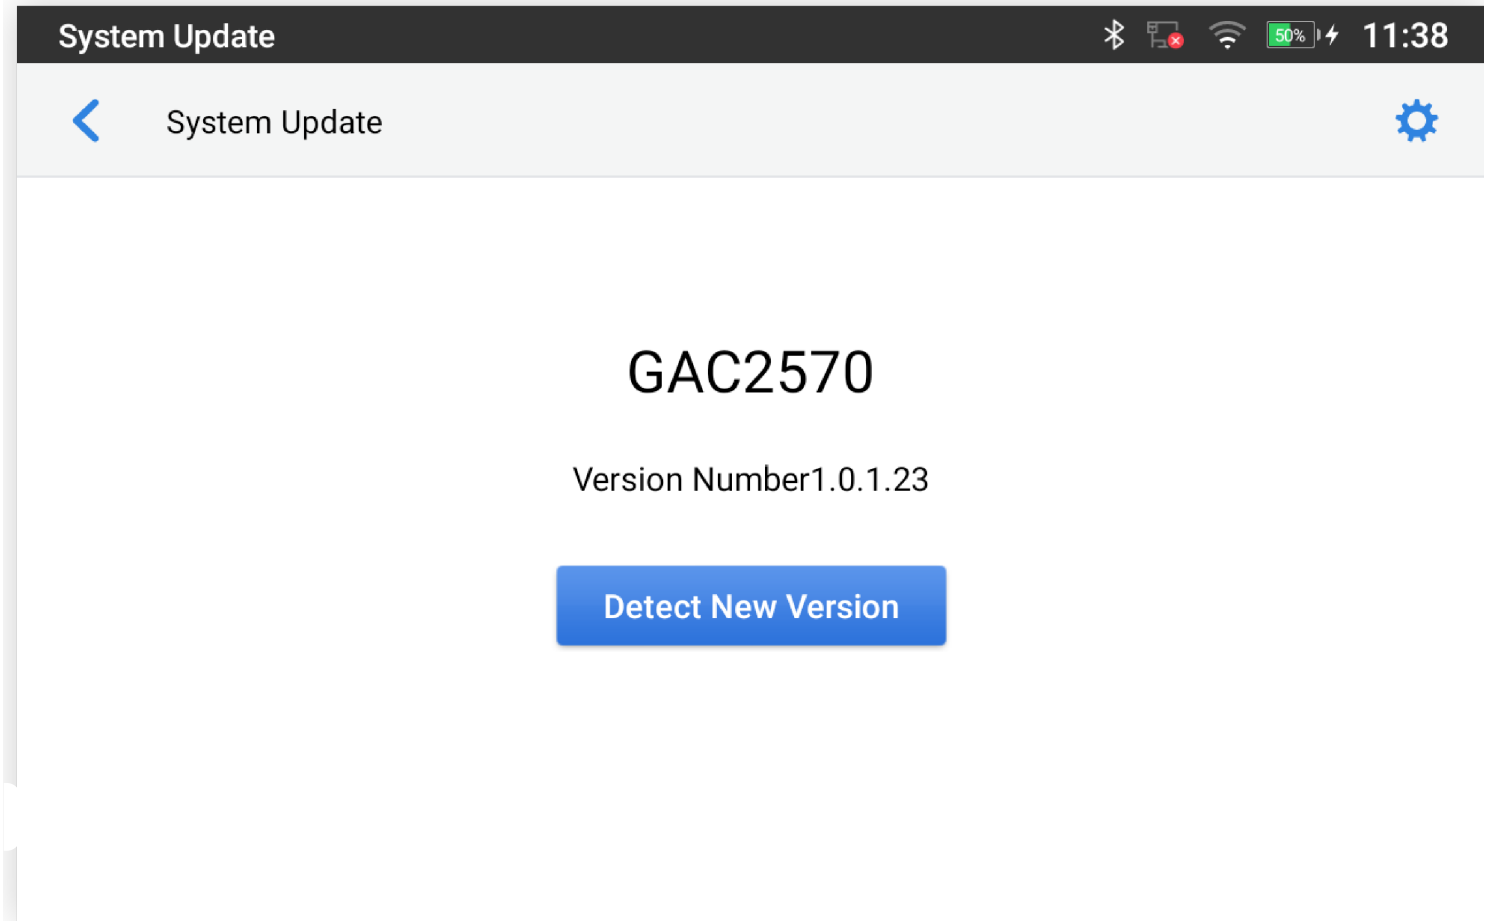 System Update
50%
11:38
System Update
GAC2570
Version Number1.0.1.23
Detect New Version